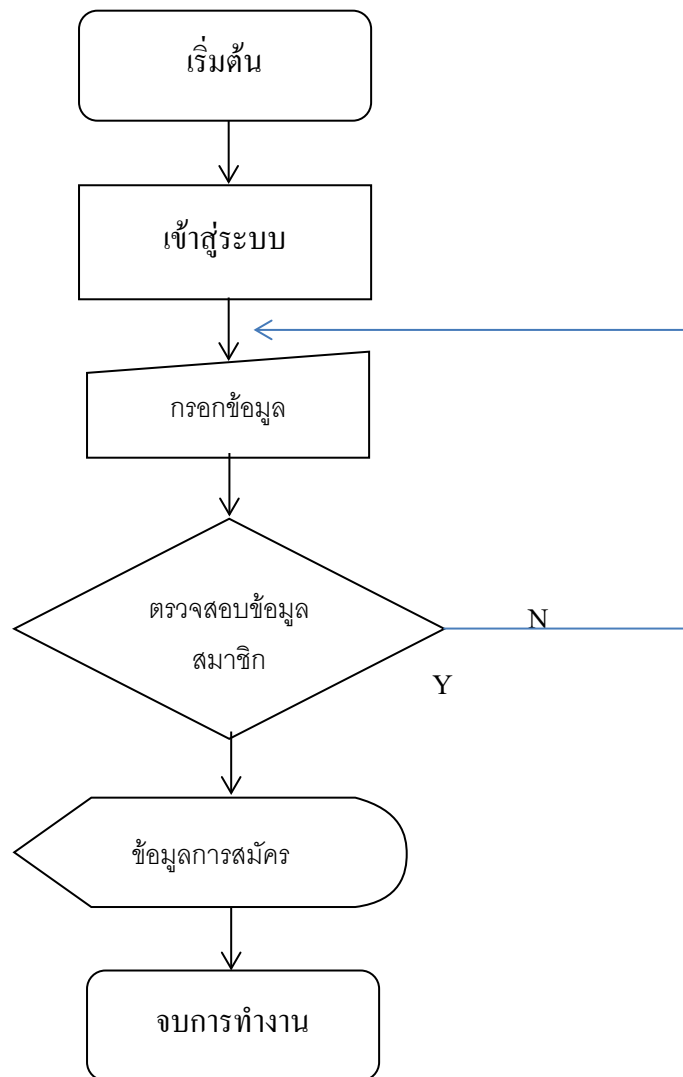 เริ่มต้น
เข้าสู่ระบบ
กรอกข้อมูล
ตรวจสอบข้อมูล
สมาชิก
N
Y
ข้อมูลการสมัคร
จบการทำงาน